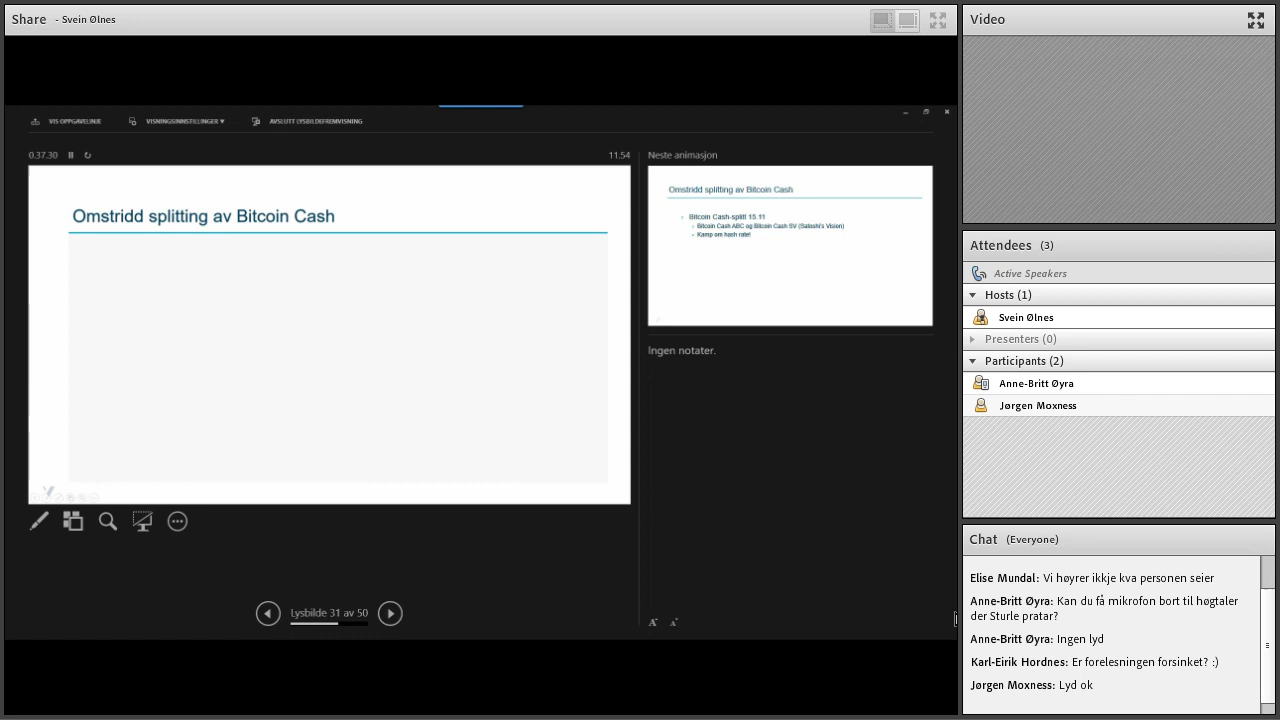 Share - Svein Ølnes
VIS OPPGAVELINJE
VISNINGSINNSTILLINGER ▼
AVSLUTT LYSBILDEFREMVISNING
0.37.30
11.54
Omstridd splitting av Bitcoin Cash
Lysbilde 31 av 50
Neste animasjon
Omstridd splitting av Bitcoin Cash
Bitcoin Cash-splitt 15.11
Bitcoin Cash ABC og Bitcoin Cash SV (Satoshi's Vision)
Kamp om hash rate!
Ingen notater.
A A
Video
Attendees (3)
Active Speakers
Hosts (1)
Svein Ølnes
Presenters (0)
Participants (2)
Anne-Britt Øyra
Jørgen Moxness
Chat (Everyone)
Elise Mundal: Vi høyrer ikkje kva personen seier
Anne-Britt Øyra: Kan du få mikrofon bort til høgtaler
der Sturle pratar?
Anne-Britt Øyra: Ingen lyd
Karl-Eirik Hordnes: Er forelesningen forsinket? :)
Jørgen Moxness: Lyd ok